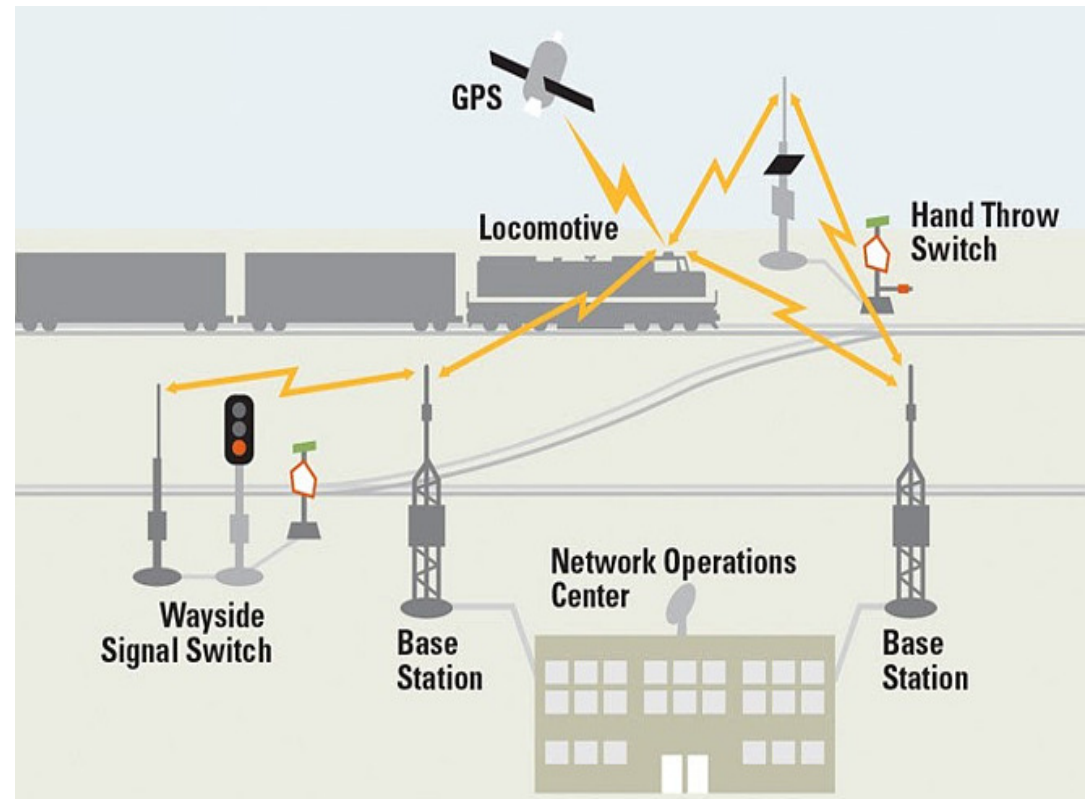 GPS
Locomotive
Hand Throw
Switch
Wayside
Signal Switch
Base
Station
Network Operations
Center
Base
Station